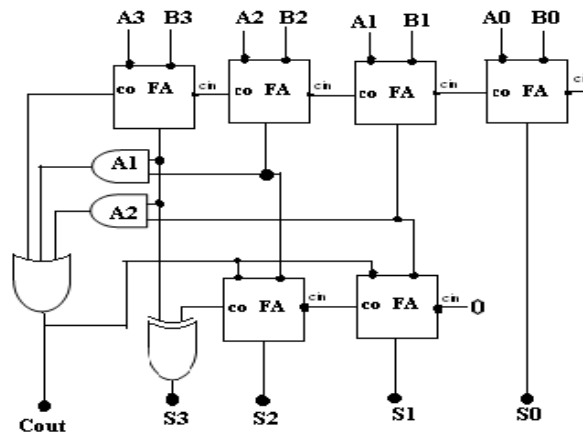 A3 B3 A2 B2 A1 B1 A0 B0
co FA cin co FA cin co FA cin co FA cin
A1
A2
co FA cin co FA cin 0
Cout S3 S2 S1 S0